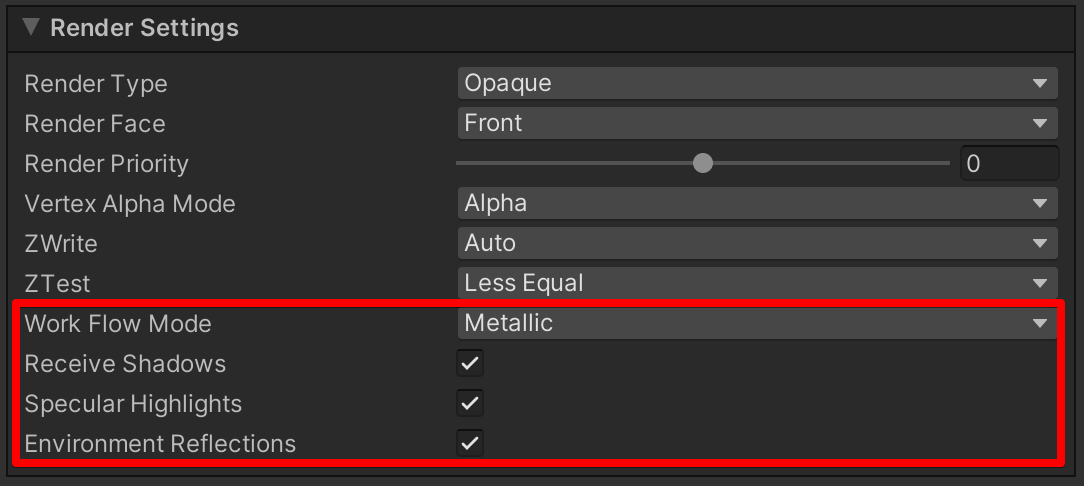 Render Settings
Render Type Opaque
Render Face Front
Render Priority 0
Vertex Alpha Mode Alpha
ZWrite Auto
ZTest Less Equal
Work Flow Mode Metallic
Receive Shadows
Specular Highlights
Environment Reflections